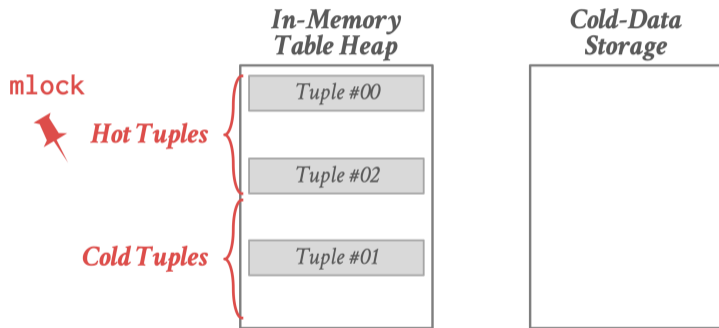 In-Memory
Table Heap
Cold-Data
Storage
mlock
Hot Tuples
Cold Tuples
Tuple #00
Tuple #02
Tuple #01